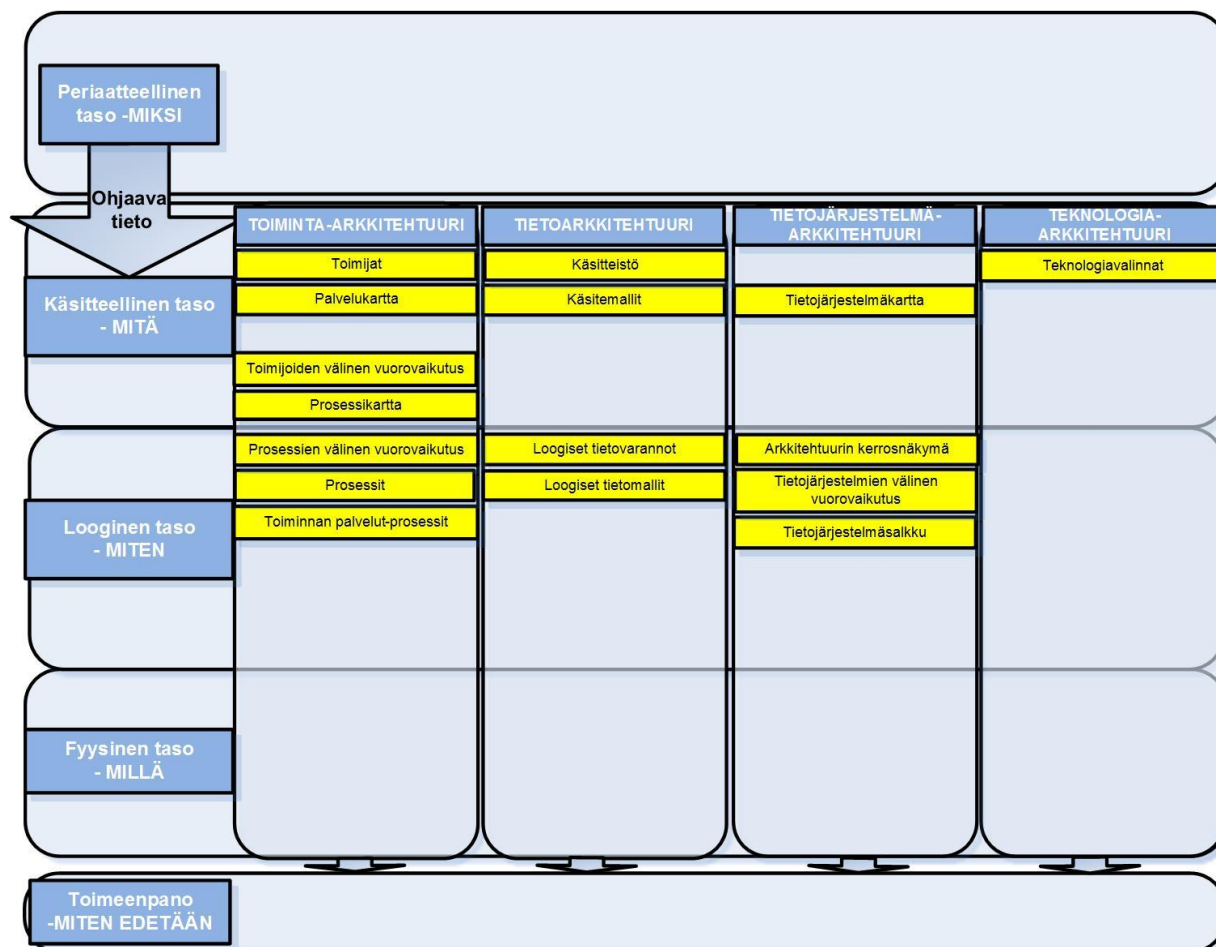 Periaatteellinen
taso -MIKSI
Ohjaava
tieto
TOIMINTA-ARKKITEHTUURI
TIETOARKKITEHTUURI
TIETOJÄRJESTELMÄ-
ARKKITEHTUURI
TEKNOLOGIA-
ARKKITEHTUURI
Käsitteellinen taso
- MITÄ
Toimijat
Käsitteistö
Teknologiavalinnat
Palvelukartta
Käsitemallit
Tietojärjestelmäkartta
Toimijoiden välinen vuorovaikutus
Prosessikartta
Looginen taso
- MITEN
Prosessien välinen vuorovaikutus
Loogiset tietovarannot
Arkkitehtuurin kerrosnäkymä
Prosessit
Loogiset tietomallit
Tietojärjestelmien välinen
vuorovaikutus
Toiminnan palvelut-prosessit
Tietojärjestelmäsalkku
Fyysinen taso
- MILLÄ
Toimeenpano
-MITEN EDETÄÄN